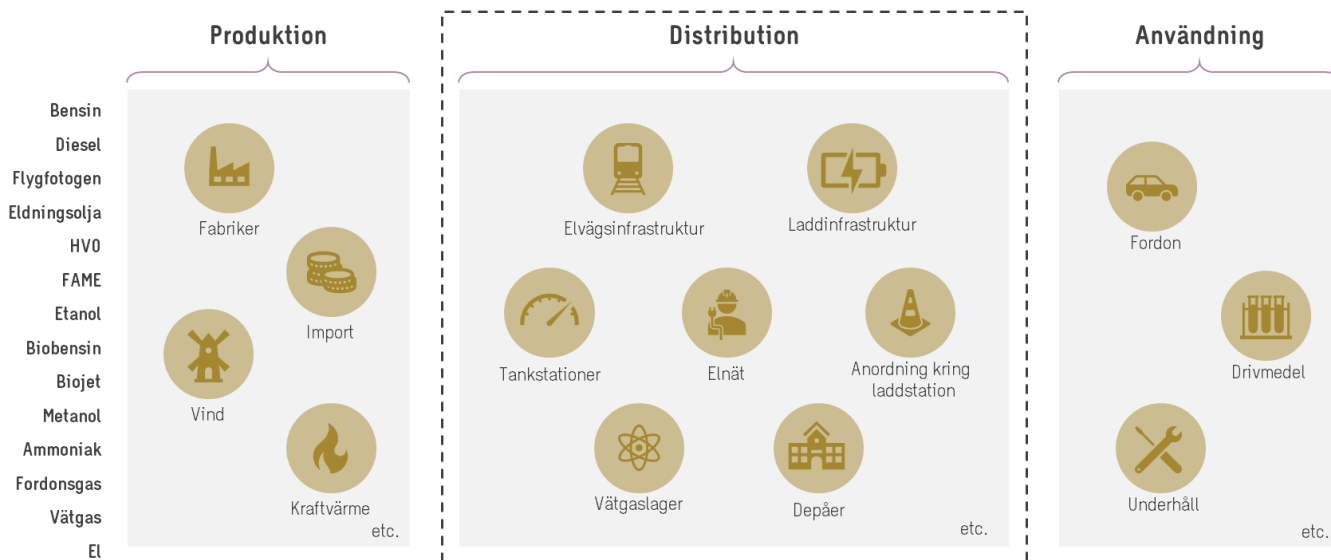 Produktion
Distribution
Användning
Bensin
Diesel
Flygfotogen
Eldningsolja
HVO
FAME
Etanol
Biobensin
Biojet
Metanol
Ammoniak
Fordonsgas
Vätgas
El
Fabriker
Import
Vind
Kraftvärme
etc.
Elvägsinfrastruktur
Laddinfrastruktur
Tankstationer
Elnät
Anordning kring
laddstation
Vätgaslager
Depåer
etc.
Fordon
Drivmedel
Underhåll
etc.